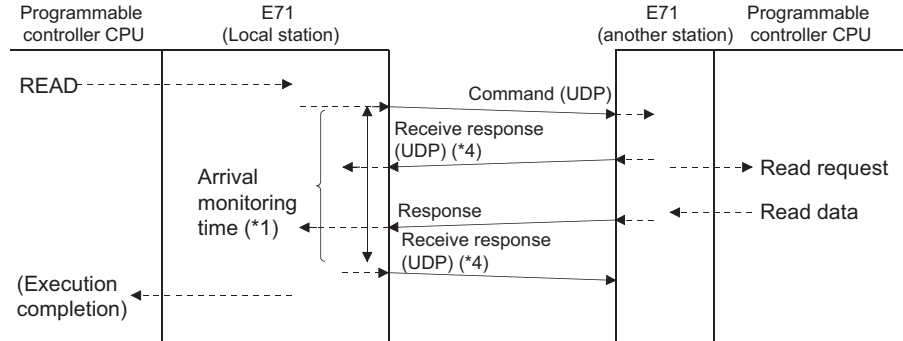 Programmable
controller CPU
E71
(Local station)
E71
(another station)
Programmable
controller CPU
READ
Command (UDP)
Receive response
(UDP) (*4)
Read request
Arrival
monitoring
time (*1)
Response
Read data
Receive response
(UDP) (*4)
(Execution
completion)